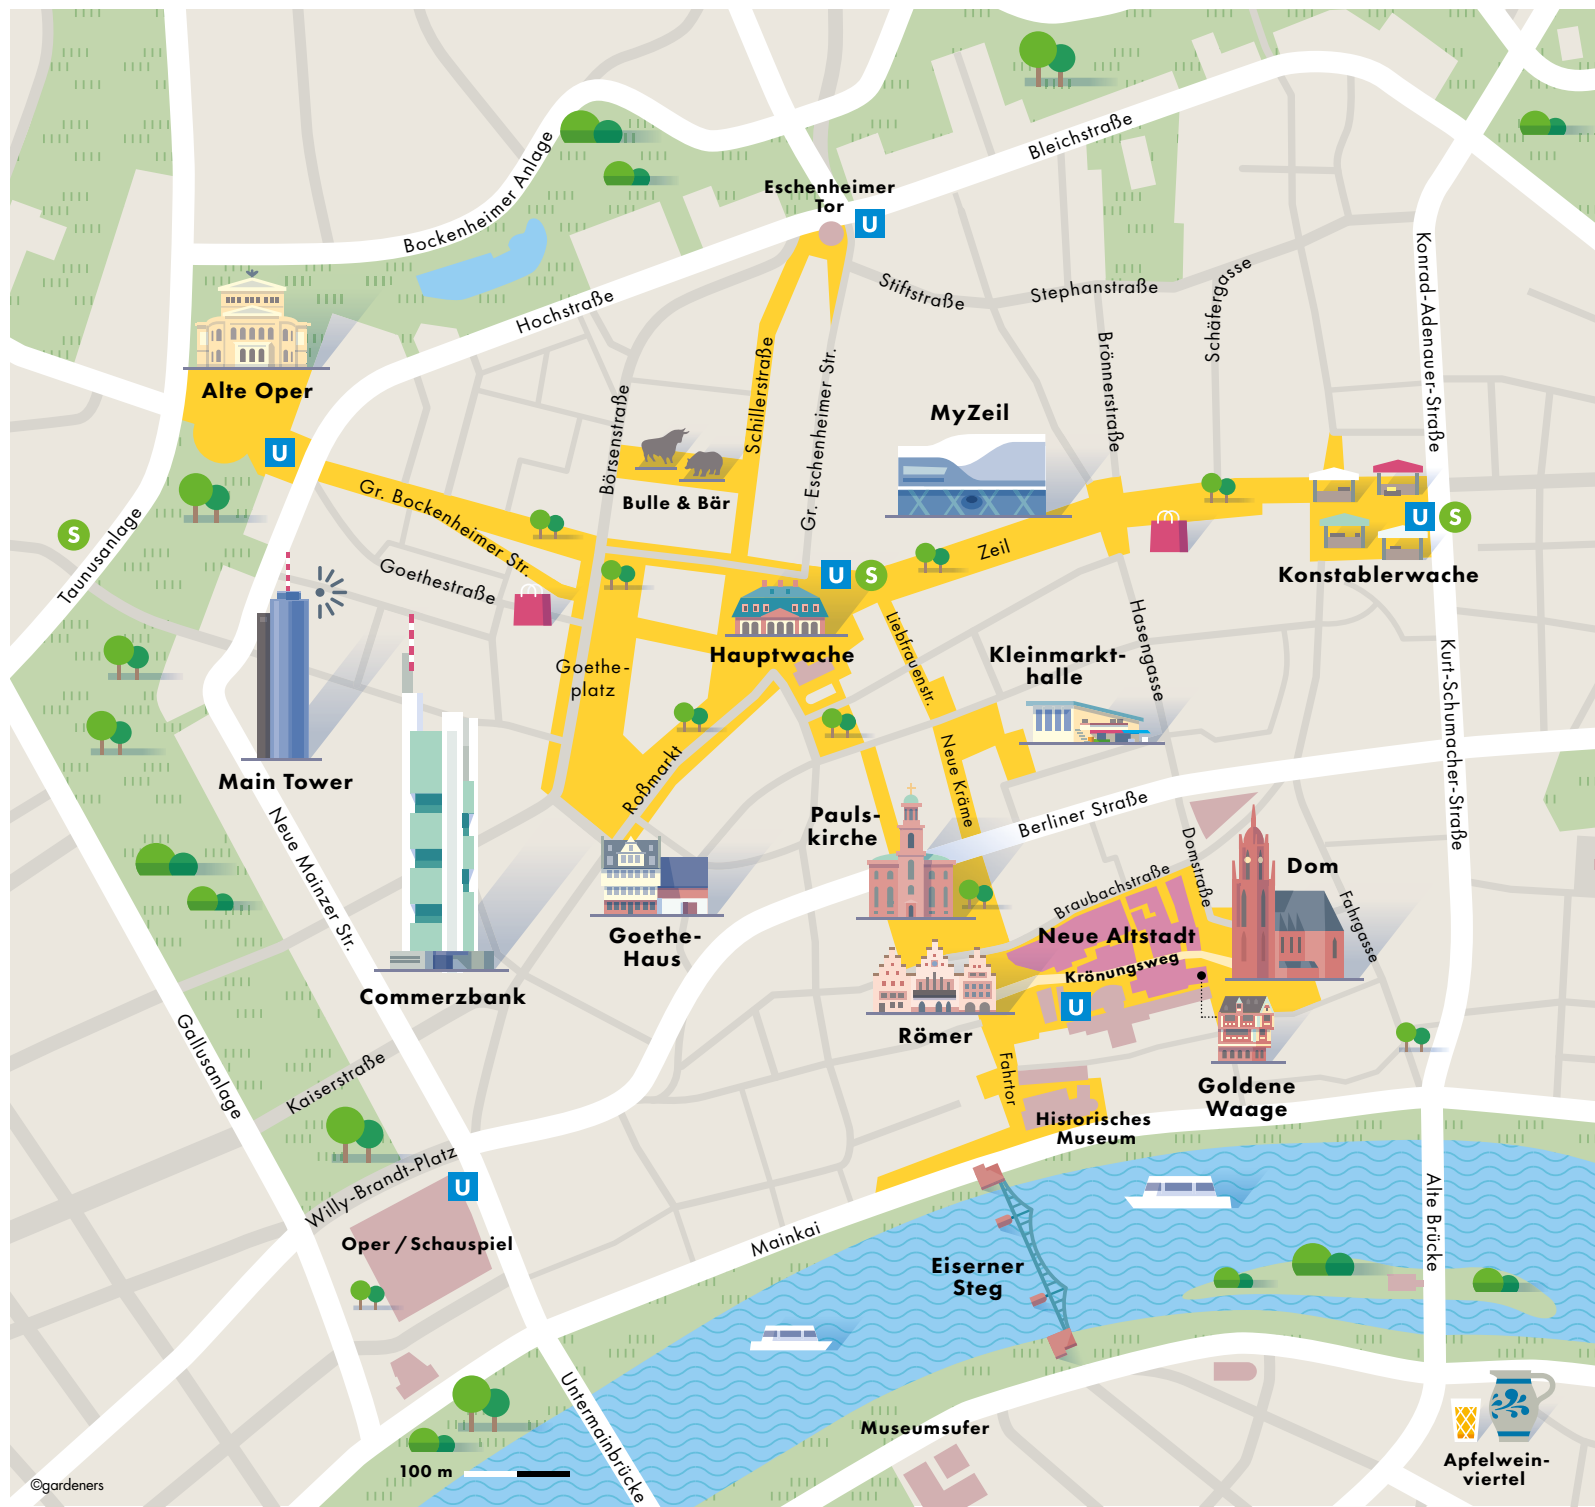 Bleichstraße
Bockenheimer Anlage
Eschenheimer
Tor
U
Konrad-Adenauer-Straße
Stiftstraße
Stephanstraße
Schäfergasse
Hochstraße
Brönnerstraße
Schillerstraße
Gr. Eschenheimer Str.
Börsenstraße
Alte Oper
U
MyZeil
Bulle & Bär
Gr. Bockenheimer Str.
U
S
Konstablerwache
S
Taunusanlage
Goethestraße
Zeil
U
S
Hauptwache
Liebfrauenstr.
Hasengasse
Kleinmarkt-
halle
Goethe-
platz
Kurt-Schumacher-Straße
Main Tower
Roßmarkt
Neue Kräme
Neue Mainzer Str.
Pauls-
kirche
Berliner Straße
Domstraße
Dom
Braubachstraße
Fahrgasse
Goethe-
Haus
Neue Altstadt
Krönungsweg
U
Commerzbank
Römer
Gallusanlage
Kaiserstraße
Fahrtor
Goldene
Waage
Historisches
Museum
Willy-Brandt-Platz
U
Alte Brücke
Oper / Schauspiel
Mainkai
Eiserner
Steg
Untermainbrücke
Museumsufer
Apfelwein-
viertel
100 m
©gardeners